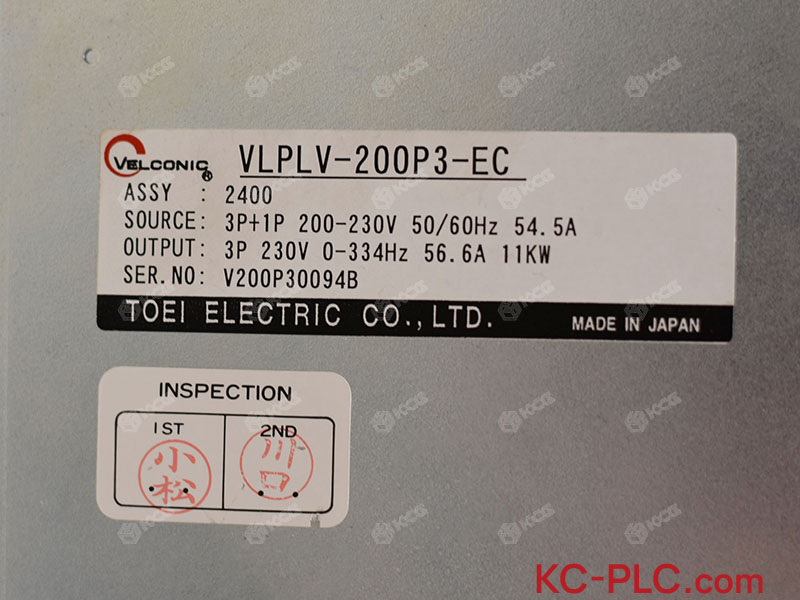 VELCONIC®
VLPLV-200P3-EC
ASSY : 2400
SOURCE: 3P+1P 200-230V 50/60Hz 54.5A
OUTPUT: 3P 230V 0-334Hz 56.6A 11KW
SER.NO: V200P30094B
TOEI ELECTRIC CO.,LTD.
MADE IN JAPAN
INSPECTION
1ST
2ND
小松
川口
KC-PLC.com